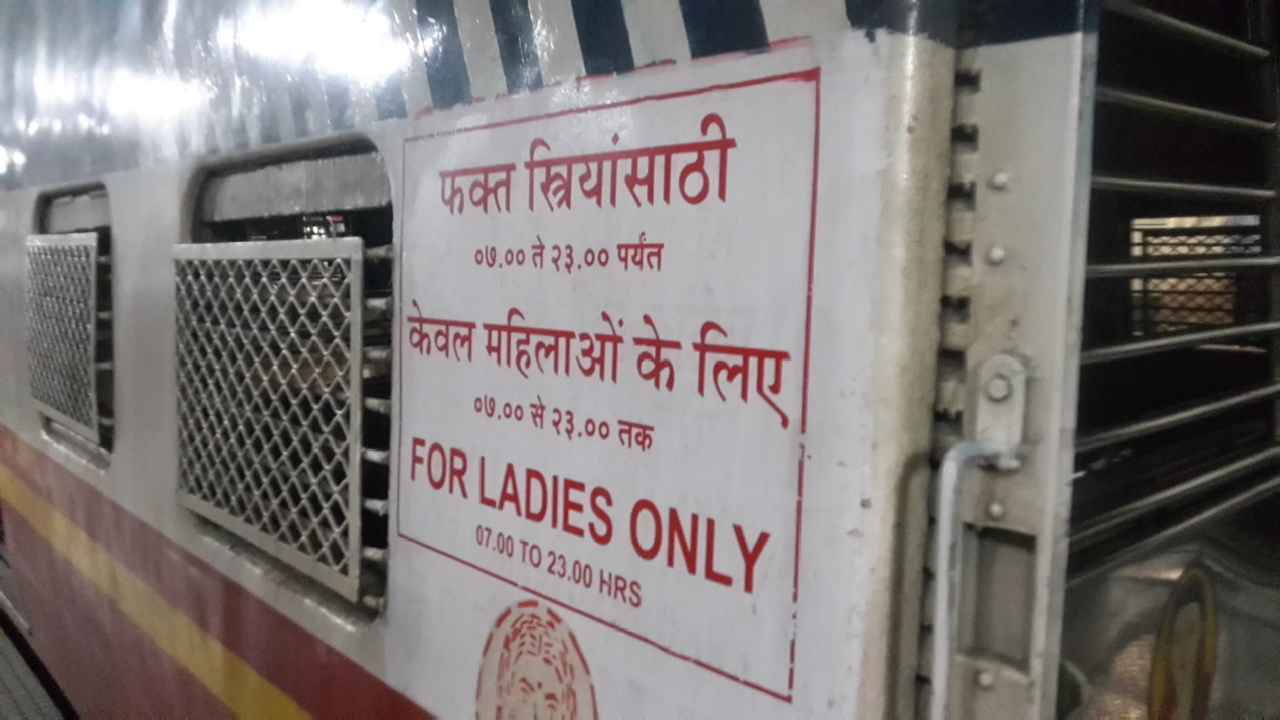 फक्त स्त्रियांसाठी
०७.०० ते २३.०० पर्यंत
केवल महिलाओं के लिए
०७.०० से २३.०० तक
FOR LADIES ONLY
07.00 TO 23.00 HRS